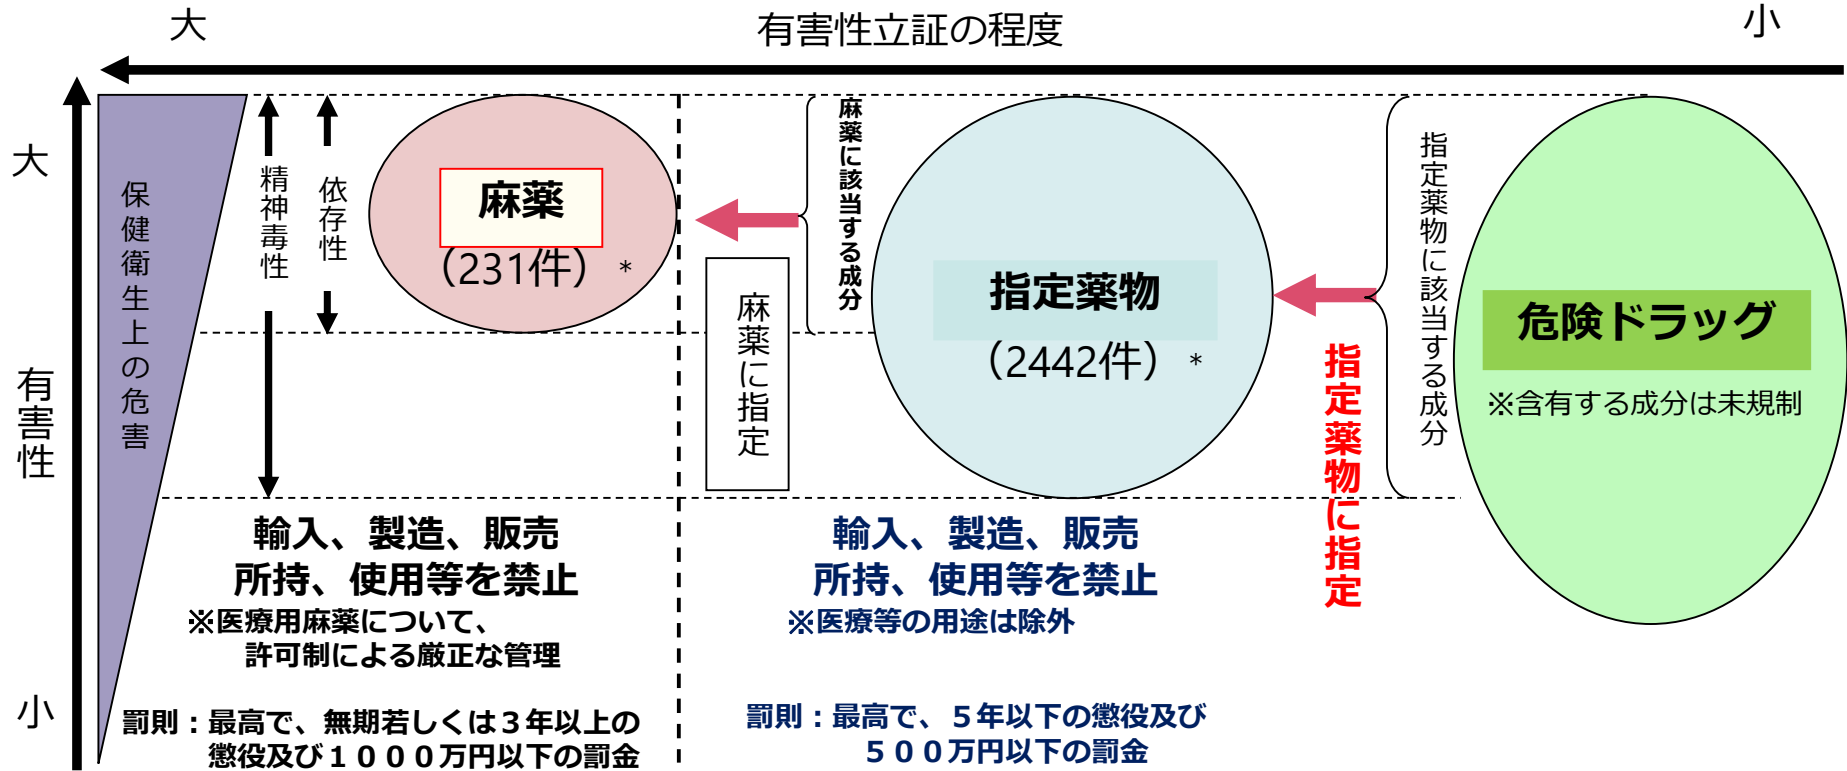 大
有害性立証の程度
小
大
有害性
小
保健衛生上の危害
精神毒性
依存性
麻薬
（231件）*
麻薬に該当する成分
麻薬に指定
指定薬物
（2442件）*
指定薬物に該当する成分
指定薬物に指定
危険ドラッグ
※含有する成分は未規制
輸入、製造、販売
所持、使用等を禁止
※医療用麻薬について、
許可制による厳正な管理
罰則：最高で、無期若しくは３年以上の
懲役及び１０００万円以下の罰金
輸入、製造、販売
所持、使用等を禁止
※医療等の用途は除外
罰則：最高で、５年以下の懲役及び
５００万円以下の罰金